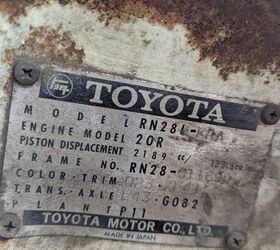 TOYOTA
MODEL RN28L-KRA
ENGINE MODEL 20R
PISTON DISPLACEMENT 2189 cc/
FRAME NO. RN28-
COLOR·TRIM
TRANS·AXLE G082
PLANT P11
TOYOTA MOTOR CO., LTD.
MADE IN JAPAN